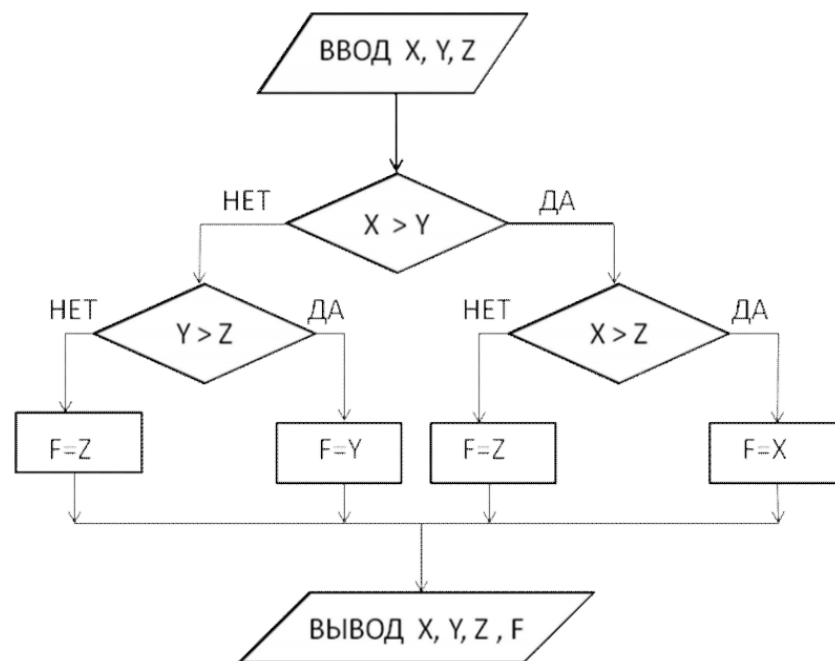 ВВОД X, Y, Z
НЕТ
ДА
X > Y
НЕТ
ДА
НЕТ
ДА
Y > Z
X > Z
F=Z
F=Y
F=Z
F=X
ВЫВОД X, Y, Z , F